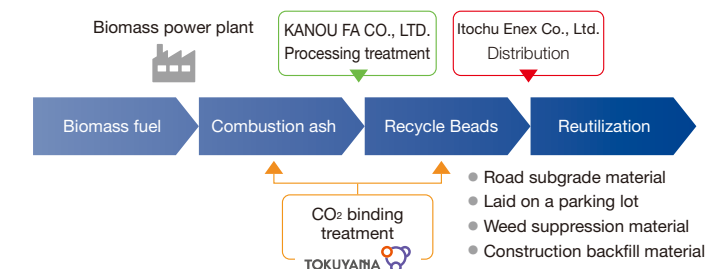 Biomass power plant
KANOU FA CO., LTD.
Processing treatment
Itochu Enex Co., Ltd.
Distribution
Biomass fuel
Combustion ash
Recycle Beads
Reutilization
CO2 binding
treatment
TOKUYAMA
Road subgrade material
Laid on a parking lot
Weed suppression material
Construction backfill material